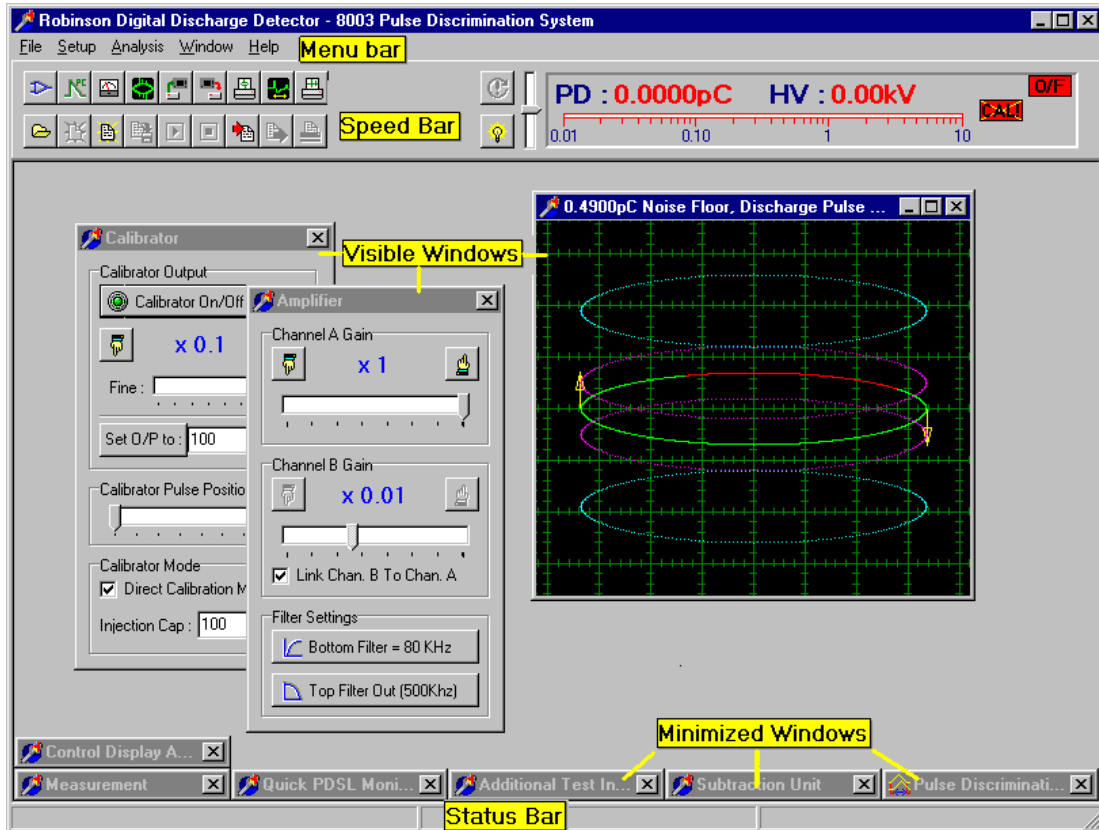 Robinson Digital Discharge Detector - 8003 Pulse Discrimination System
File Setup Analysis Window Help
Menu bar
PC
Speed Bar
PD : 0.0000pC HV : 0.00kV
O/F
CAL!
0.01 0.10 1 10
0.4900pC Noise Floor, Discharge Pulse ...
Calibrator
Visible Windows
Calibrator Output
Calibrator On/Off
x 0.1
Fine :
Set O/P to : 100
Calibrator Pulse Positio
Calibrator Mode
Direct Calibration M
Injection Cap : 100
Amplifier
Channel A Gain
x 1
Channel B Gain
x 0.01
Link Chan. B To Chan. A
Filter Settings
Bottom Filter = 80 KHz
Top Filter Out (500Khz)
Minimized Windows
Control Display A...
Measurement
Quick PDSL Moni...
Additional Test In...
Subtraction Unit
Pulse Discriminati...
Status Bar